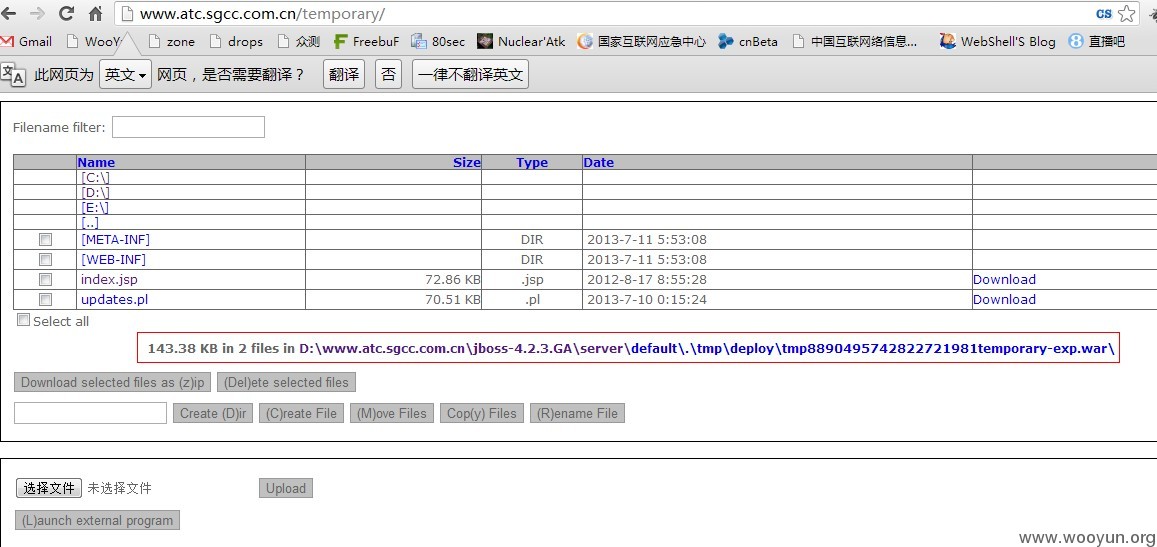 www.atc.sgcc.com.cn/temporary/
Gmail WooY zone drops 众测 FreebuF 80sec Nuclear'Atk 国家互联网应急中心 cnBeta 中国互联网络信息... WebShell'S Blog 直播吧
此网页为 英文 网页，是否需要翻译？ 翻译 否 一律不翻译英文
Filename filter:
Name Size Type Date
[C:\]
[D:\]
[E:\]
[..]
[META-INF] DIR 2013-7-11 5:53:08
[WEB-INF] DIR 2013-7-11 5:53:08
index.jsp 72.86 KB .jsp 2012-8-17 8:55:28 Download
updates.pl 70.51 KB .pl 2013-7-10 0:15:24 Download
Select all
143.38 KB in 2 files in D:\www.atc.sgcc.com.cn\jboss-4.2.3.GA\server\default\.\tmp\deploy\tmp8890495742822721981temporary-exp.war\
Download selected files as (z)ip (Del)ete selected files
Create (D)ir (C)reate File (M)ove Files Cop(y) Files (R)ename File
选择文件 未选择文件 Upload
(L)aunch external program
www.wooyun.org